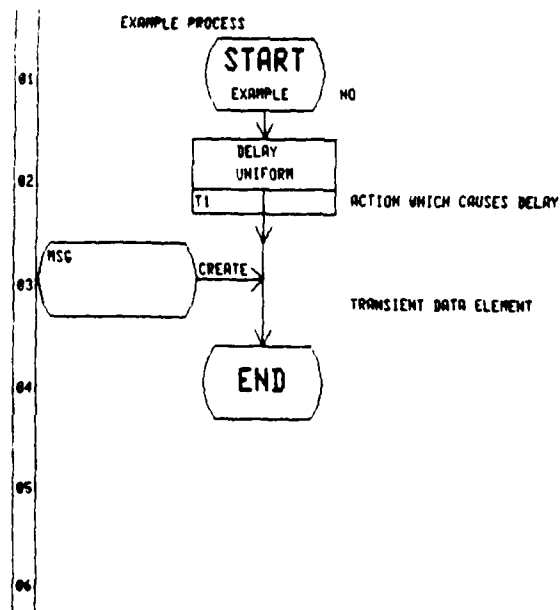 EXAMPLE PROCESS
01
START
EXAMPLE NO
DELAY
UNIFORM
02
T1 ACTION WHICH CAUSES DELAY
MSG
CREATE
03
TRANSIENT DATA ELEMENT
END
04
05
06